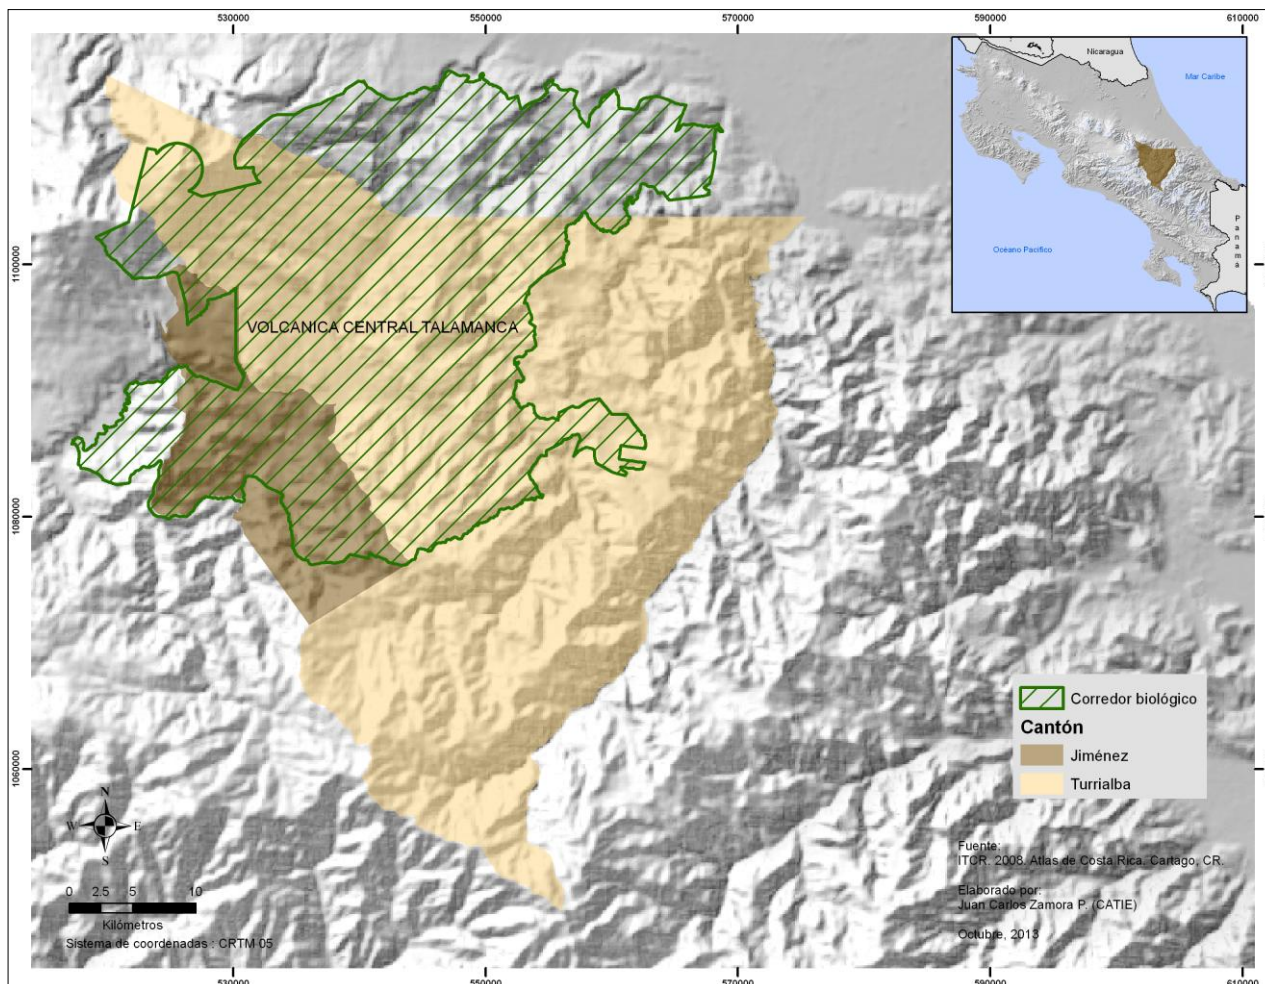 530000
550000
570000
590000
610000
Nicaragua
Mar Caribe
Océano Pacífico
Panamá
1100000
1080000
1060000
VOLCANICA CENTRAL TALAMANCA
Corredor biológico
Cantón
Jiménez
Turrialba
N
W
E
S
0 2.5 5 10
Kilómetros
Sistema de coordenadas : CRTM 05
Fuente:
ITCR. 2008. Atlas de Costa Rica. Cartago, CR.
Elaborado por:
Juan Carlos Zamora P. (CATIE)
Octubre, 2013
530000
550000
570000
590000
610000